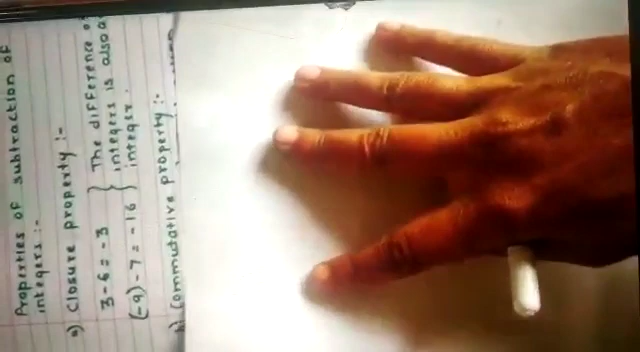 Properties of subtraction of
integers:-
a) Closure property :-
3-6 = -3 } The difference of
(-9)-7 = -16 } integers is also a
integer.
b) Commutative property:-